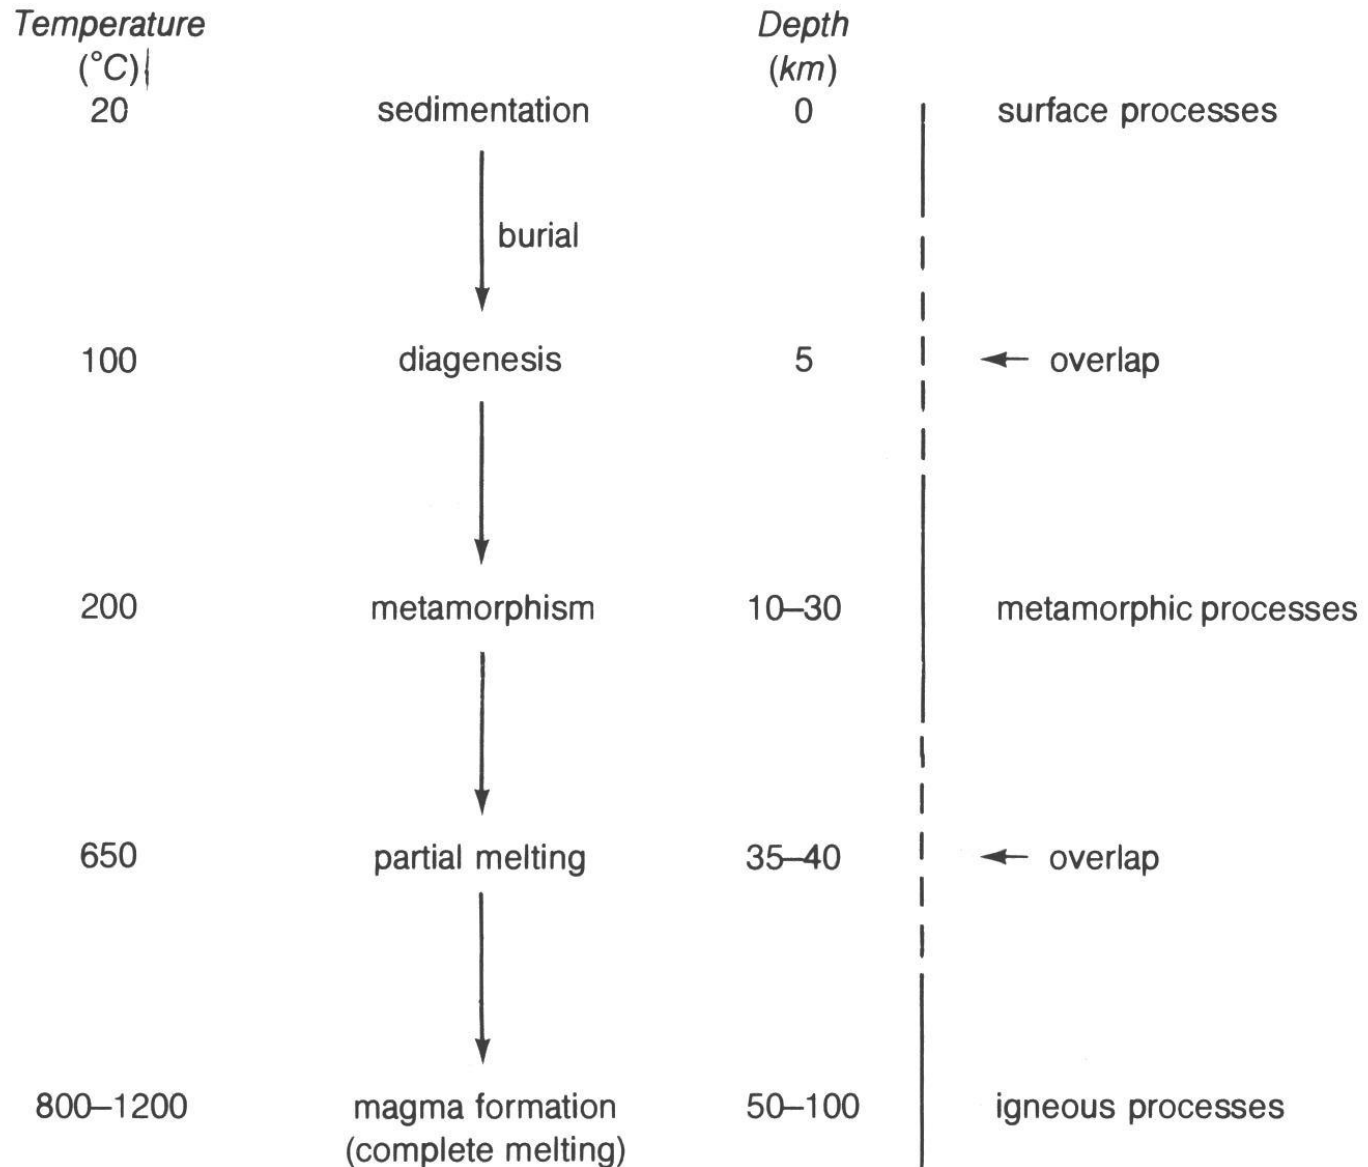 Temperature Depth
(°C) (km)
20 sedimentation 0 surface processes
burial
100 diagenesis 5 overlap
200 metamorphism 10–30 metamorphic processes
650 partial melting 35–40 overlap
800–1200 magma formation 50–100 igneous processes
(complete melting)